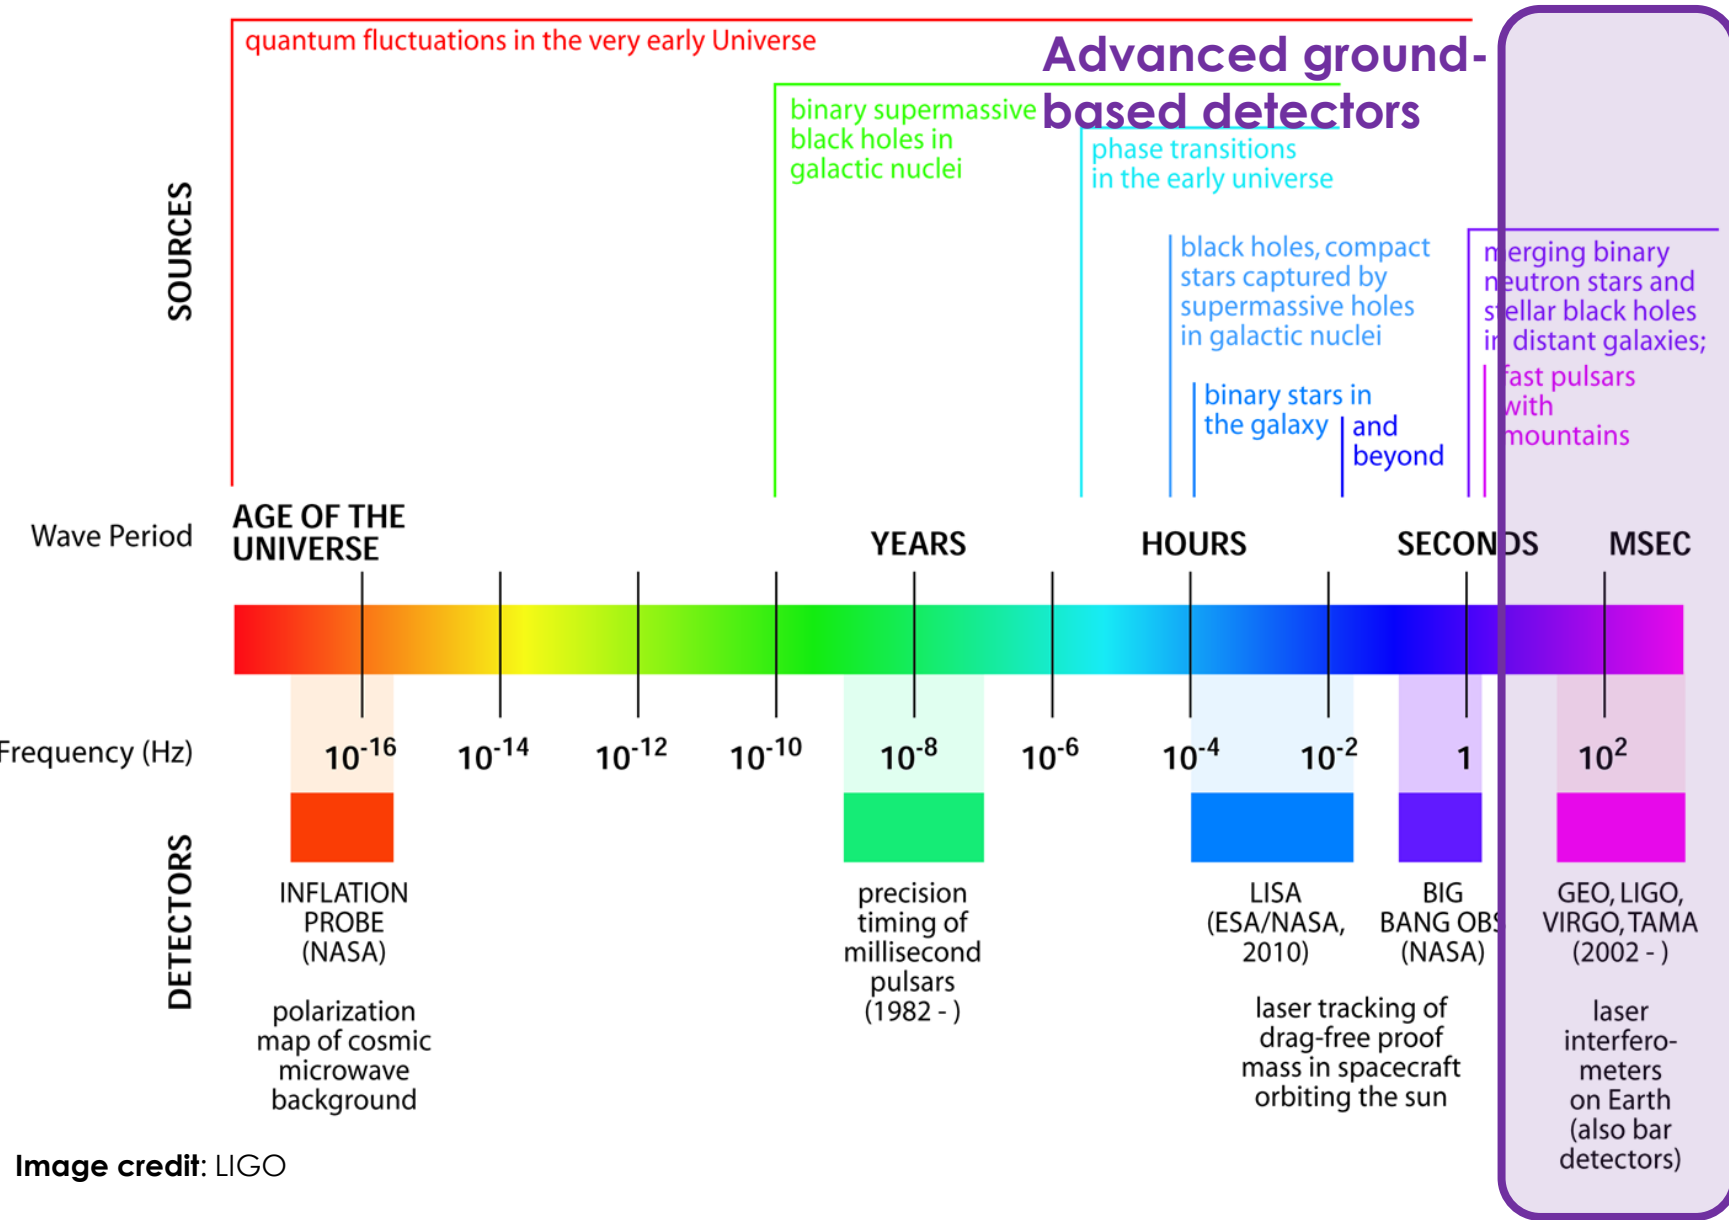 quantum fluctuations in the very early Universe
Advanced ground-
based detectors
binary supermassive
black holes in
galactic nuclei
phase transitions
in the early universe
black holes, compact
stars captured by
supermassive holes
in galactic nuclei
merging binary
neutron stars and
stellar black holes
in distant galaxies;
fast pulsars
with
mountains
binary stars in
the galaxy
and
beyond
SOURCES
Wave Period
AGE OF THE
UNIVERSE
YEARS
HOURS
SECONDS
MSEC
Frequency (Hz)
10⁻¹⁶ 10⁻¹⁴ 10⁻¹² 10⁻¹⁰ 10⁻⁸ 10⁻⁶ 10⁻⁴ 10⁻² 1 10²
DETECTORS
INFLATION
PROBE
(NASA)
polarization
map of cosmic
microwave
background
precision
timing of
millisecond
pulsars
(1982 - )
LISA
(ESA/NASA,
2010)
BIG
BANG OBS
(NASA)
laser tracking of
drag-free proof
mass in spacecraft
orbiting the sun
GEO, LIGO,
VIRGO, TAMA
(2002 - )
laser
interfero-
meters
on Earth
(also bar
detectors)
Image credit: LIGO